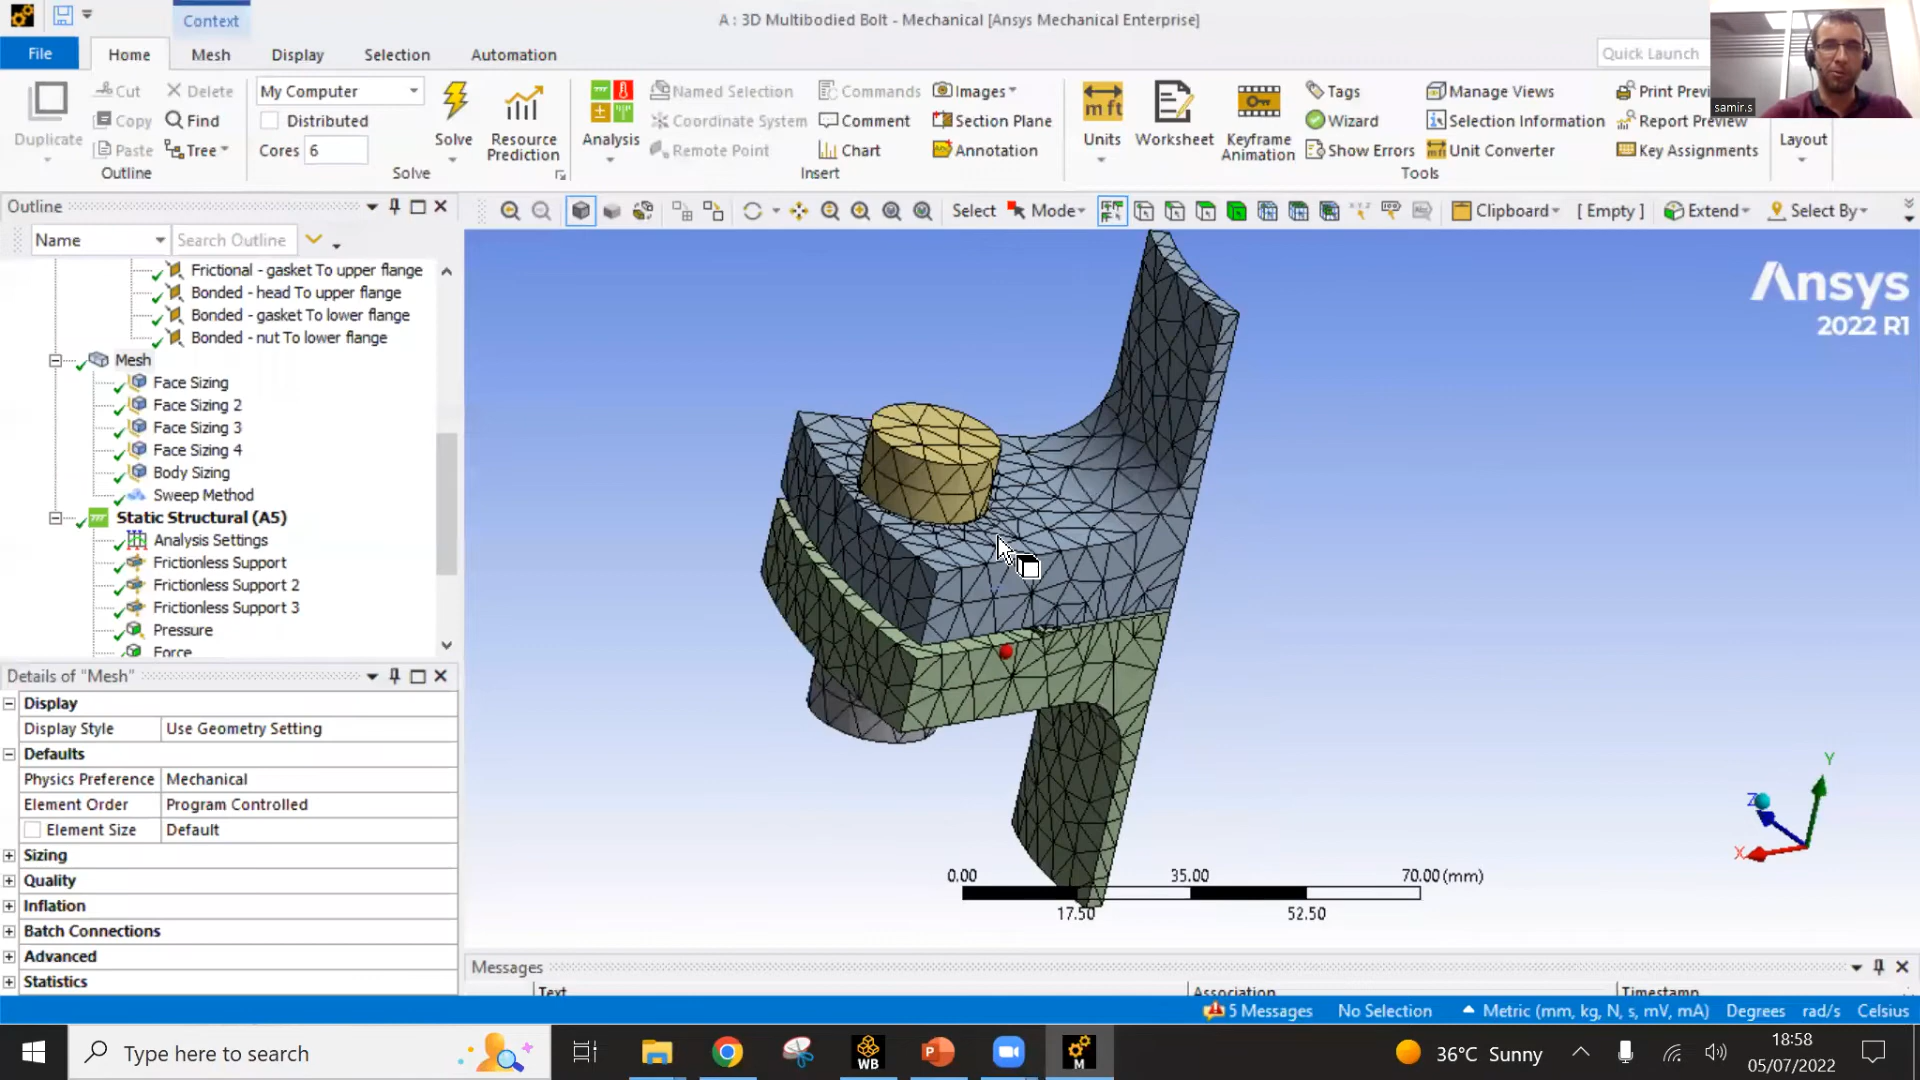 Context
A : 3D Multibodied Bolt - Mechanical [Ansys Mechanical Enterprise]
File
Home
Mesh
Display
Selection
Automation
Quick Launch
samir.s
Duplicate
Cut
Delete
Copy
Find
Paste
Tree
Outline
My Computer
Distributed
Cores 6
Solve
Resource
Prediction
Solve
Analysis
Named Selection
Coordinate System
Remote Point
Commands
Comment
Chart
Images
Section Plane
Annotation
Insert
mft
Units
Worksheet
Keyframe
Animation
Tags
Wizard
Show Errors
Manage Views
Selection Information
Unit Converter
Print Previ
Report Preview
Key Assignments
Tools
Layout
Outline
Select
Mode
Clipboard
[ Empty ]
Extend
Select By
Name
Search Outline
Frictional - gasket To upper flange
Bonded - head To upper flange
Bonded - gasket To lower flange
Bonded - nut To lower flange
Mesh
Face Sizing
Face Sizing 2
Face Sizing 3
Face Sizing 4
Body Sizing
Sweep Method
Static Structural (A5)
Analysis Settings
Frictionless Support
Frictionless Support 2
Frictionless Support 3
Pressure
Force
Details of "Mesh"
Display
Display Style Use Geometry Setting
Defaults
Physics Preference Mechanical
Element Order Program Controlled
Element Size Default
Sizing
Quality
Inflation
Batch Connections
Advanced
Statistics
Ansys
2022 R1
Y
Z
X
0.00 35.00 70.00 (mm)
17.50 52.50
Messages
Text Association Timestamp
5 Messages No Selection Metric (mm, kg, N, s, mV, mA) Degrees rad/s Celsius
Type here to search
WB
P
M
36°C Sunny
18:58
05/07/2022